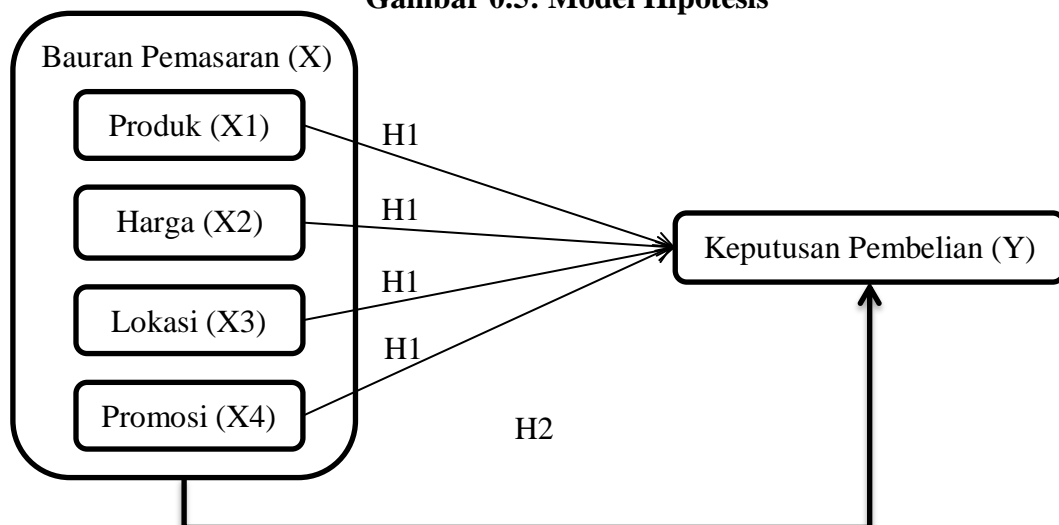 Gambar 0.5: Model Hipotesis
Bauran Pemasaran (X)
Produk (X1)
H1
Harga (X2)
H1
Keputusan Pembelian (Y)
Lokasi (X3)
H1
H1
Promosi (X4)
H2